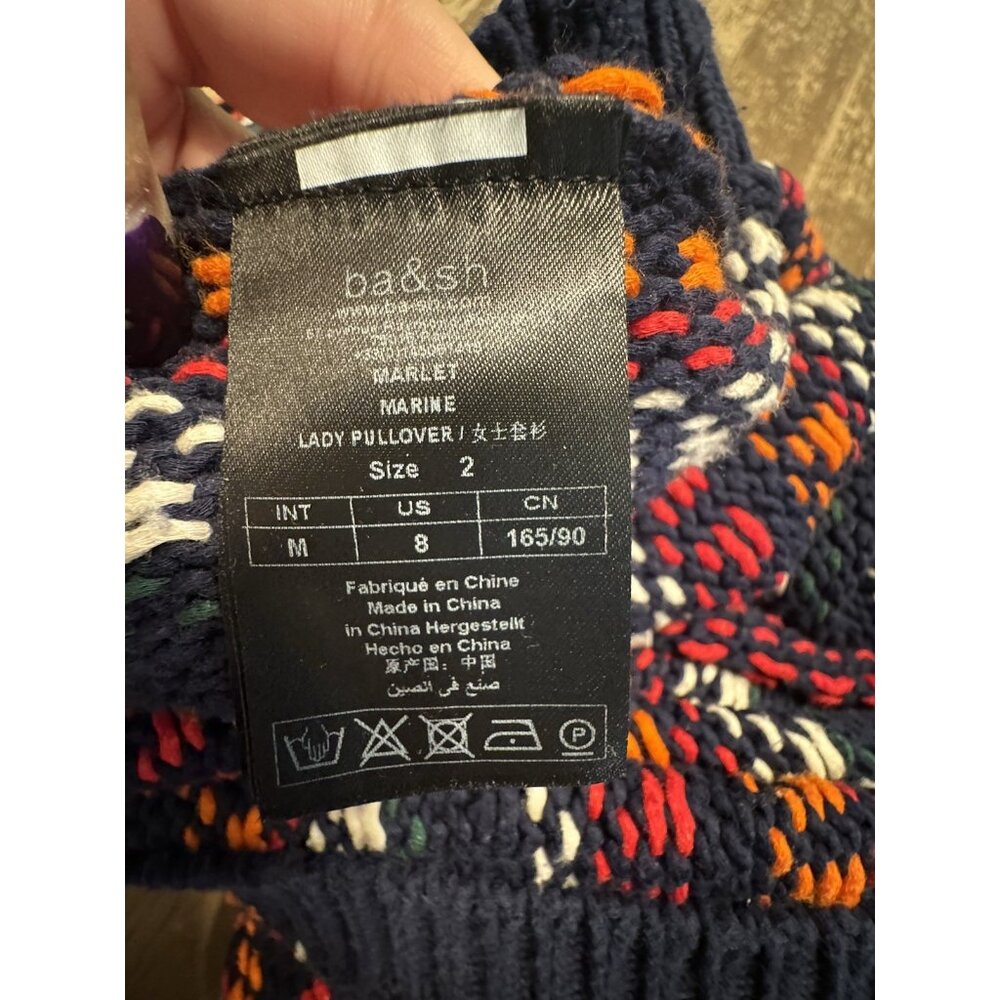 ba&sh
MARLET
MARINE
LADY PULLOVER / 女士套衫
Size 2
INT US CN
M 8 165/90
Fabriqué en Chine
Made in China
in China Hergestellt
Hecho en China
原产国: 中国
صنع في الصين
P